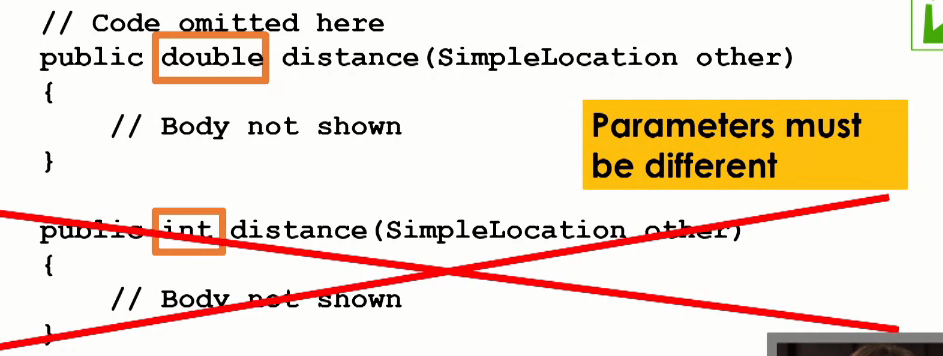 // Code omitted here
public double distance(SimpleLocation other)
{
// Body not shown
}
Parameters must
be different
public int distance(SimpleLocation other)
{
// Body not shown
}